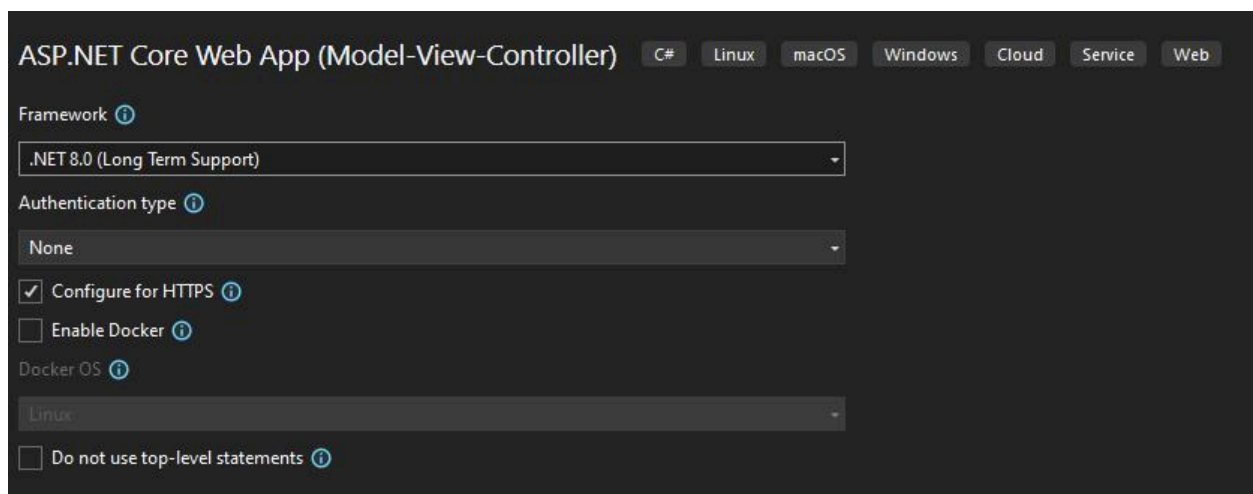 ASP.NET Core Web App (Model-View-Controller) C# Linux macOS Windows Cloud Service Web
Framework
.NET 8.0 (Long Term Support)
Authentication type
None
Configure for HTTPS
Enable Docker
Docker OS
Linux
Do not use top-level statements